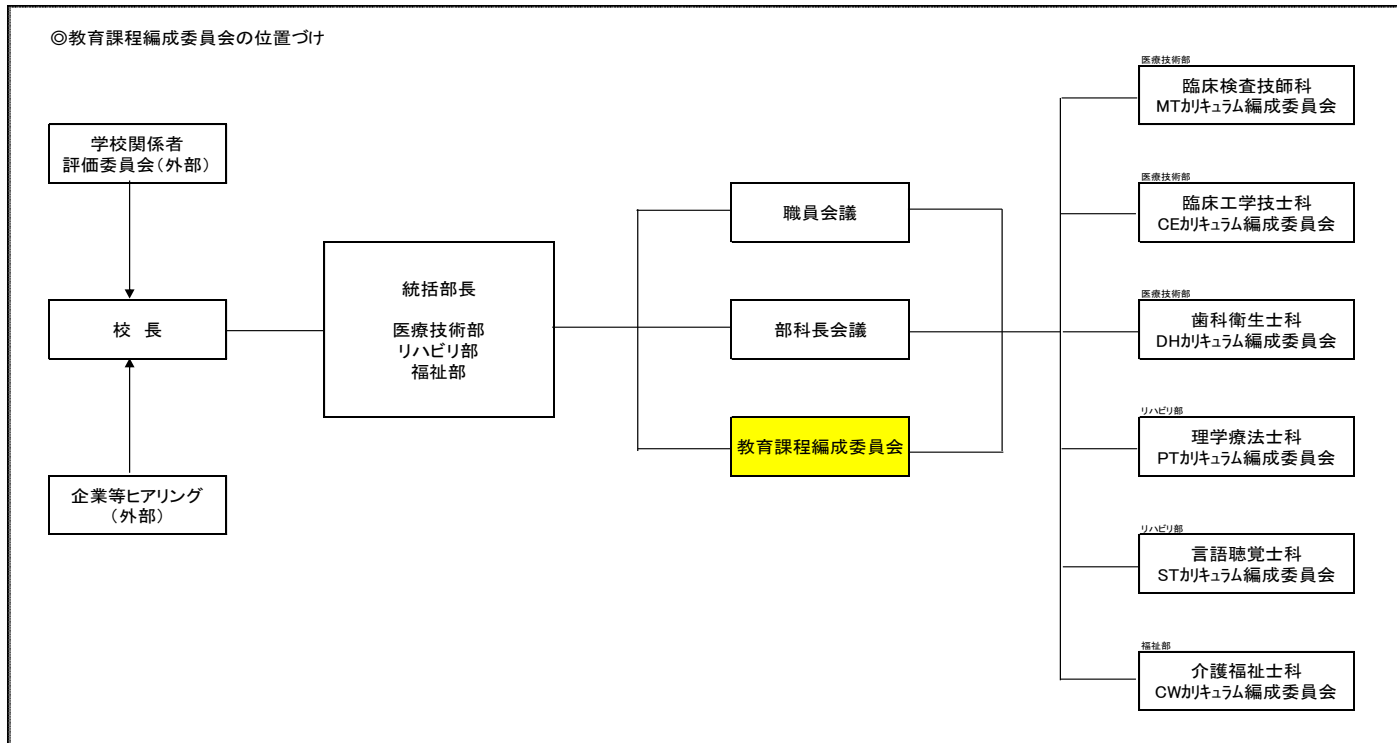 ◎教育課程編成委員会の位置づけ
学校関係者
評価委員会(外部)
校 長
企業等ヒアリング
(外部)
統括部長
医療技術部
リハビリ部
福祉部
職員会議
部科長会議
教育課程編成委員会
医療技術部
臨床検査技師科
MTカリキュラム編成委員会
医療技術部
臨床工学技士科
CEカリキュラム編成委員会
医療技術部
歯科衛生士科
DHカリキュラム編成委員会
リハビリ部
理学療法士科
PTカリキュラム編成委員会
リハビリ部
言語聴覚士科
STカリキュラム編成委員会
福祉部
介護福祉士科
CWカリキュラム編成委員会